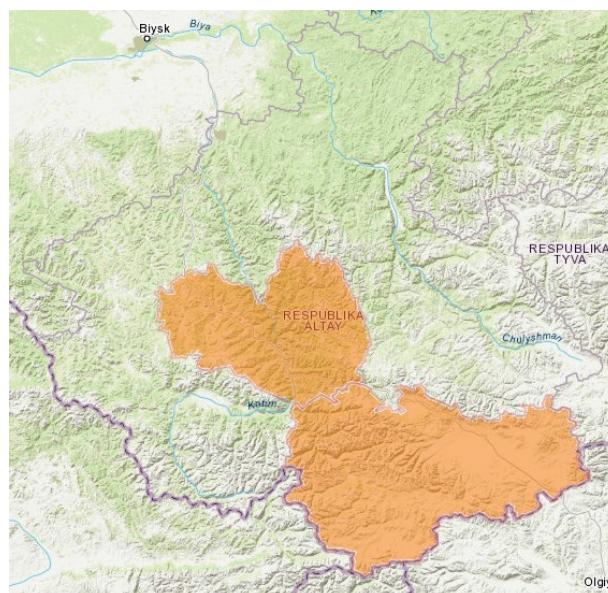 Biysk
Biya
RESPUBLIKA
TYVA
RESPUBLIKA
ALTAY
Chulyshman
Katun
Olgiy